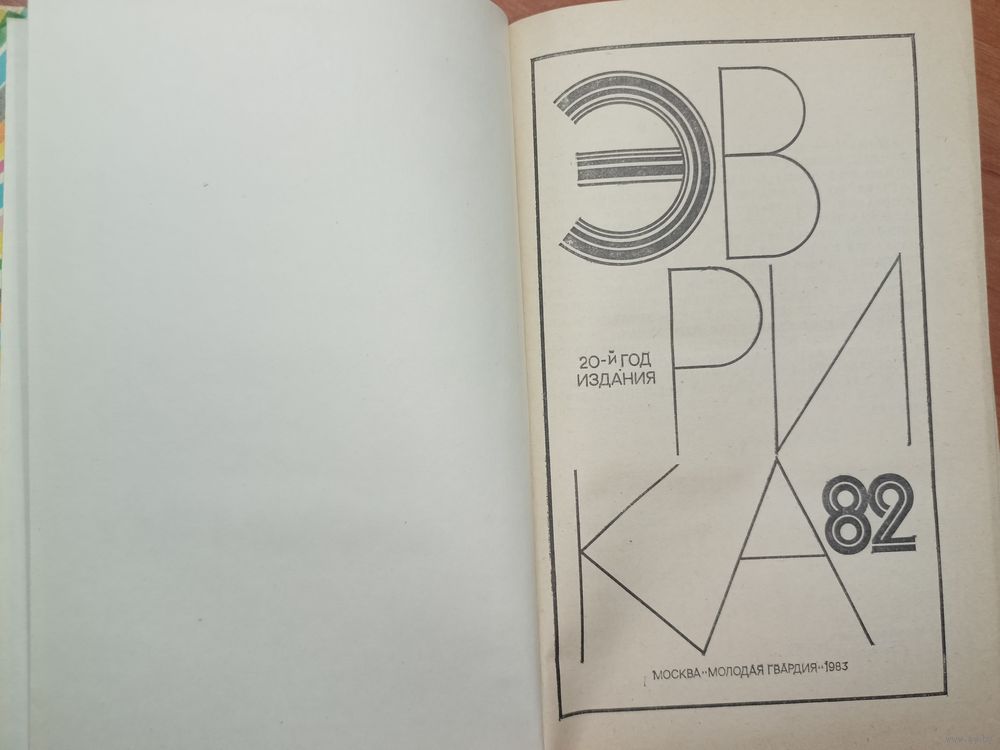 ЭВ
РИ
20-й ГОД
ИЗДАНИЯ
КА
82
МОСКВА «МОЛОДАЯ ГВАРДИЯ» 1983